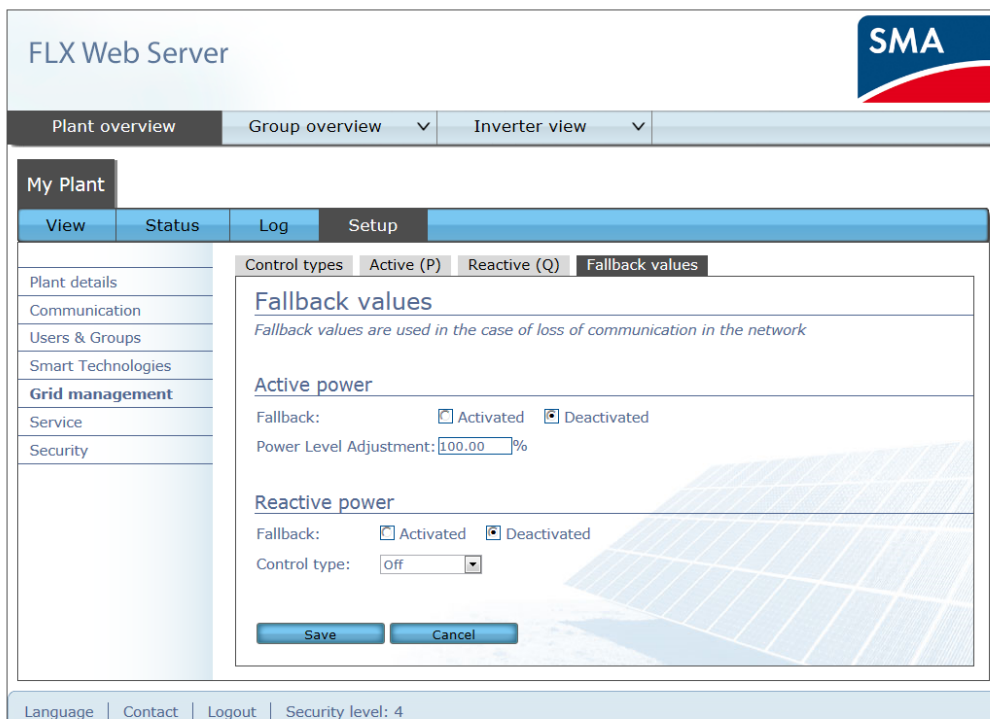 FLX Web Server
SMA
Plant overview Group overview Inverter view
My Plant
View Status Log Setup
Control types Active (P) Reactive (Q) Fallback values
Plant details
Communication
Users & Groups
Smart Technologies
Grid management
Service
Security
Fallback values
Fallback values are used in the case of loss of communication in the network
Active power
Fallback: Activated Deactivated
Power Level Adjustment: 100.00 %
Reactive power
Fallback: Activated Deactivated
Control type: Off
Save Cancel
Language | Contact | Logout | Security level: 4